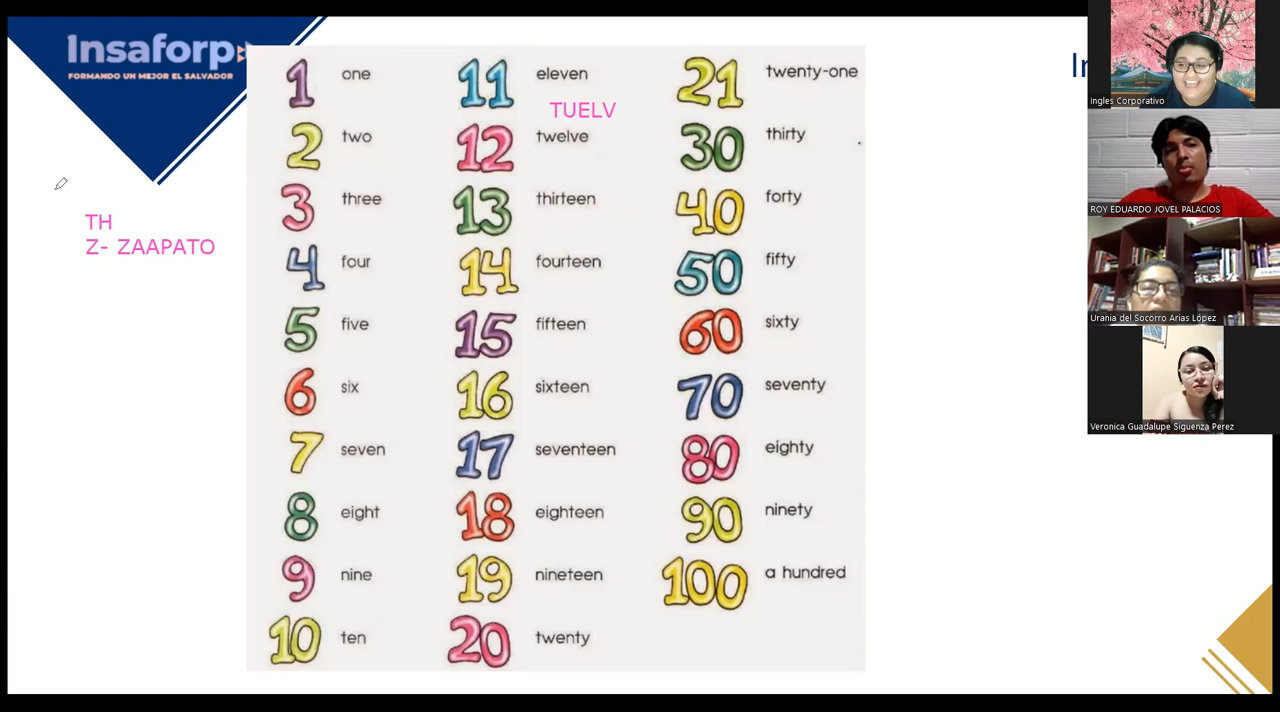 Insaforp
FORMANDO UN MEJOR EL SALVADOR
TH
Z- ZAAPATO
1 one
2 two
3 three
4 four
5 five
6 six
7 seven
8 eight
9 nine
10 ten
11 eleven
TUELV
12 twelve
13 thirteen
14 fourteen
15 fifteen
16 sixteen
17 seventeen
18 eighteen
19 nineteen
20 twenty
21 twenty-one
30 thirty
40 forty
50 fifty
60 sixty
70 seventy
80 eighty
90 ninety
100 a hundred
Ingles Corporativo
ROY EDUARDO JOVEL PALACIOS
Urania del Socorro Arias López
Veronica Guadalupe Siguenza Perez